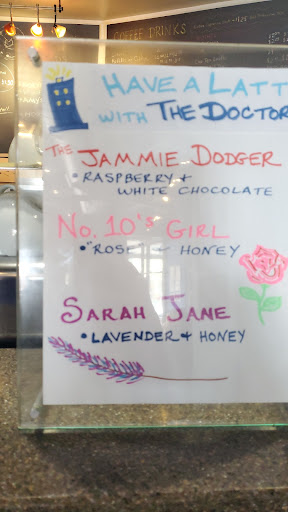 COFFEE DRINKS
HAVE A LATT
WITH THE DOCTOR
THE JAMMIE DODGER
• RASPBERRY +
WHITE CHOCOLATE
No. 10's GIRL
• "ROSE" + HONEY
SARAH JANE
• LAVENDER + HONEY